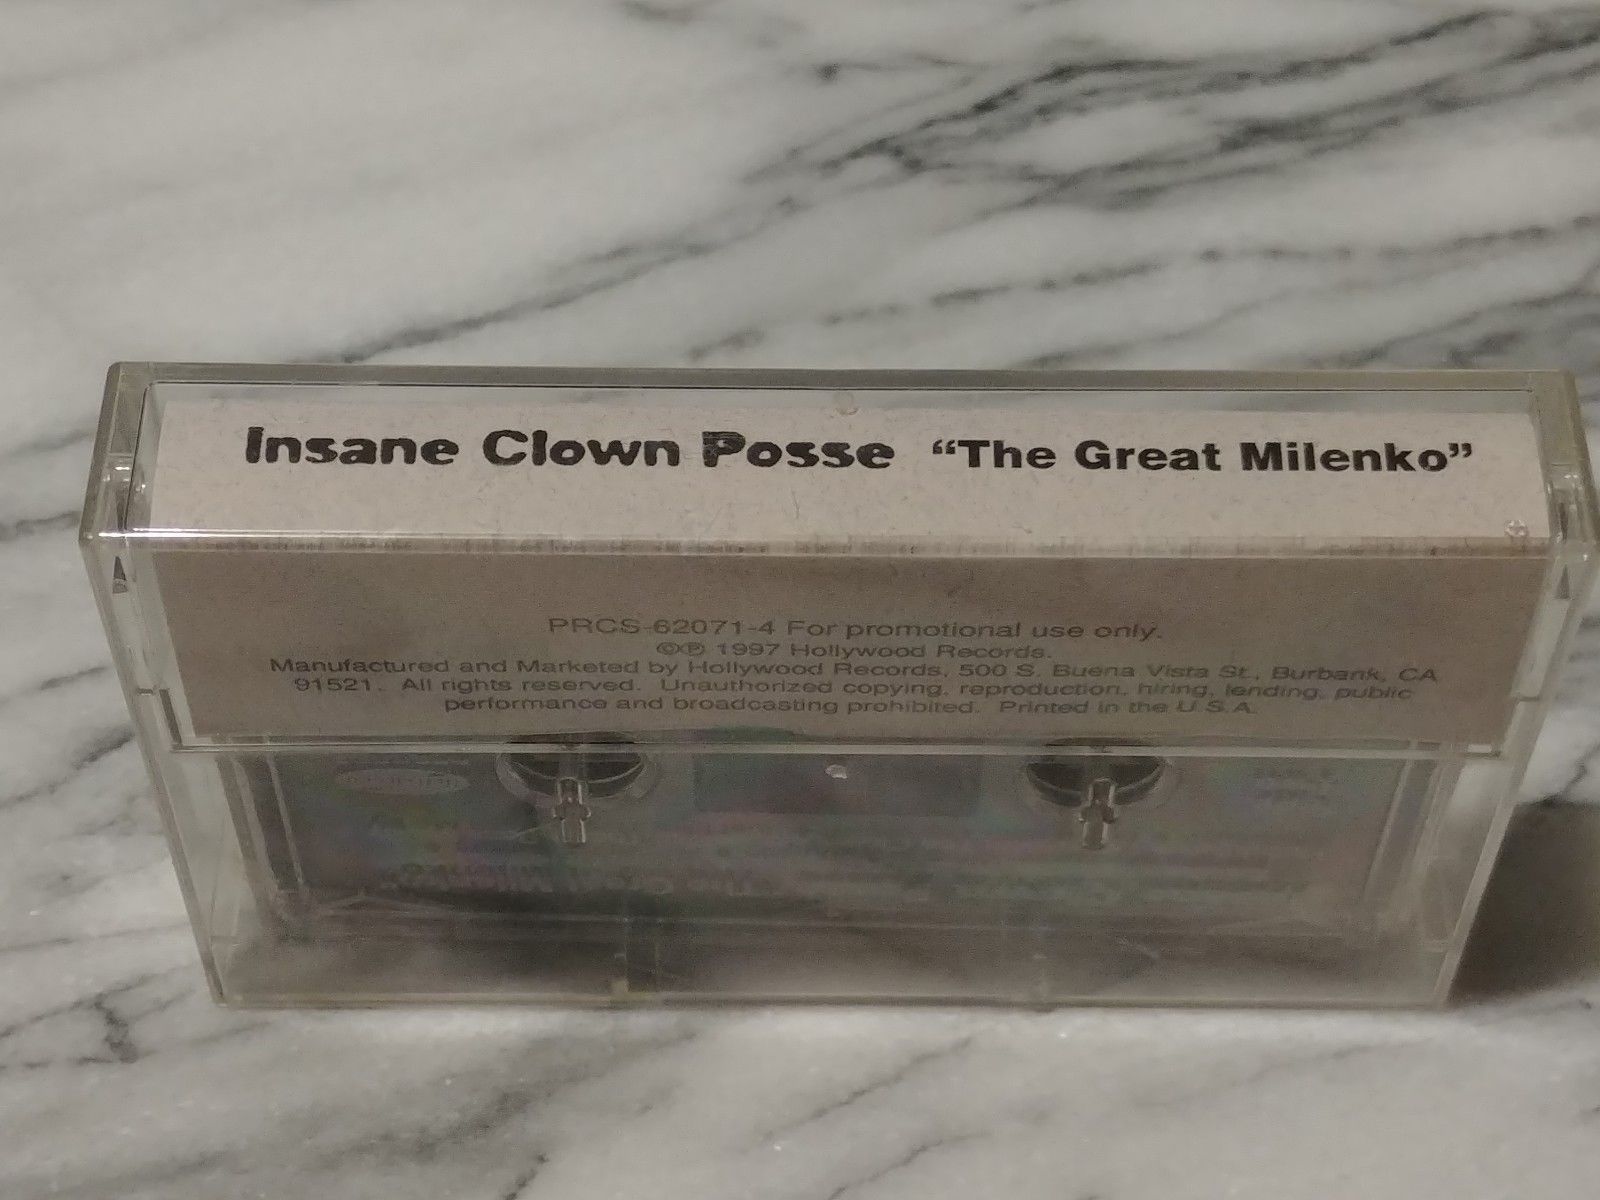 Insane Clown Posse “The Great Milenko”
PRCS-62071-4 For promotional use only.
©℗ 1997 Hollywood Records.
Manufactured and Marketed by Hollywood Records, 500 S. Buena Vista St., Burbank, CA
91521. All rights reserved. Unauthorized copying, reproduction, hiring, lending, public
performance and broadcasting prohibited. Printed in the U.S.A.